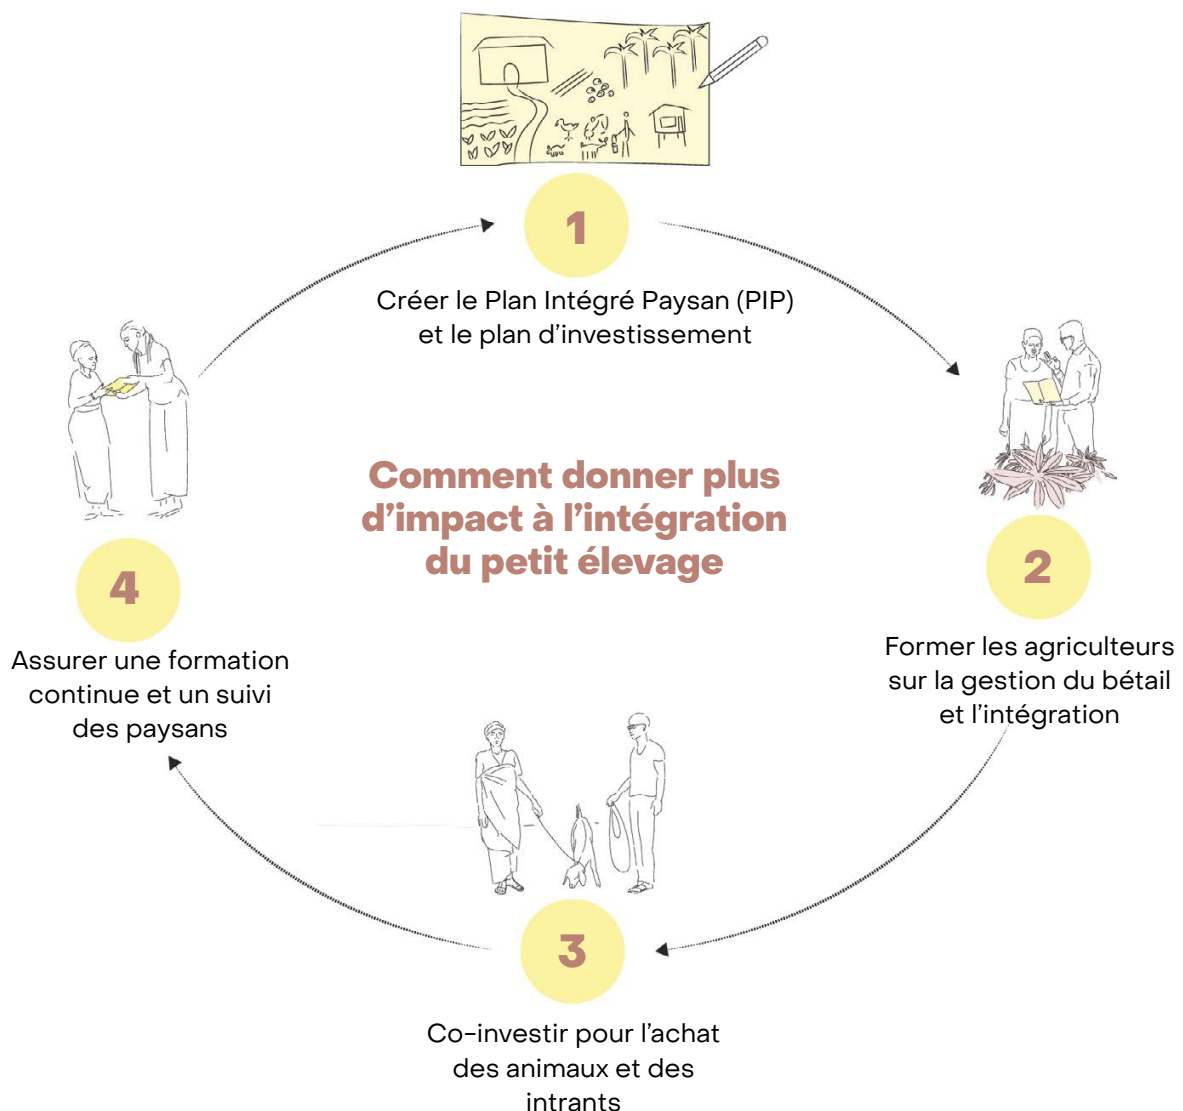 1
Créer le Plan Intégré Paysan (PIP)
et le plan d’investissement
Comment donner plus
d’impact à l’intégration
du petit élevage
2
Former les agriculteurs
sur la gestion du bétail
et l’intégration
3
Co-investir pour l’achat
des animaux et des
intrants
4
Assurer une formation
continue et un suivi
des paysans